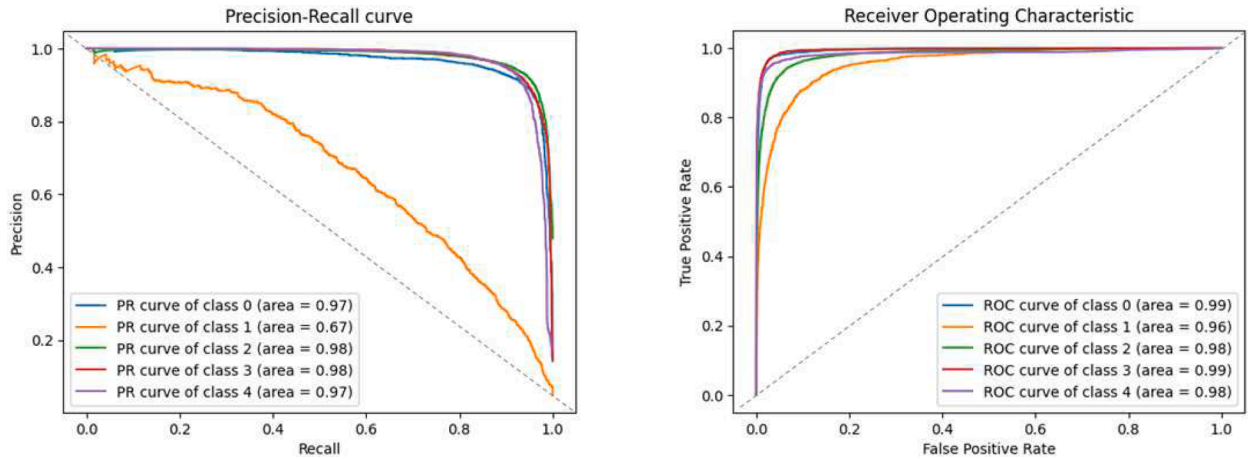 Precision-Recall curve
1.0
0.8
0.6
0.4
0.2
Precision
PR curve of class 0 (area = 0.97)
PR curve of class 1 (area = 0.67)
PR curve of class 2 (area = 0.98)
PR curve of class 3 (area = 0.98)
PR curve of class 4 (area = 0.97)
0.0 0.2 0.4 0.6 0.8 1.0
Recall
Receiver Operating Characteristic
1.0
0.8
0.6
0.4
0.2
0.0
True Positive Rate
ROC curve of class 0 (area = 0.99)
ROC curve of class 1 (area = 0.96)
ROC curve of class 2 (area = 0.98)
ROC curve of class 3 (area = 0.99)
ROC curve of class 4 (area = 0.98)
0.0 0.2 0.4 0.6 0.8 1.0
False Positive Rate